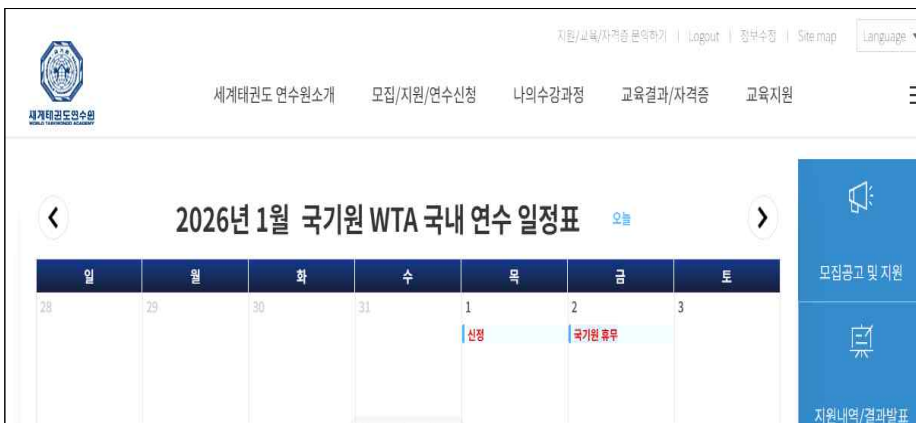 지원/교육/자격증 문의하기 | Logout | 정보수정 | Site map Language
세계태권도연수원
WORLD TAEKWONDO ACADEMY
세계태권도 연수원소개 모집/지원/연수신청 나의수강과정 교육결과/자격증 교육지원
2026년 1월 국기원 WTA 국내 연수 일정표 오늘
일 월 화 수 목 금 토
28 29 30 31 1 2 3
신정 국기원 휴무
모집공고 및 지원
지원내역/결과발표